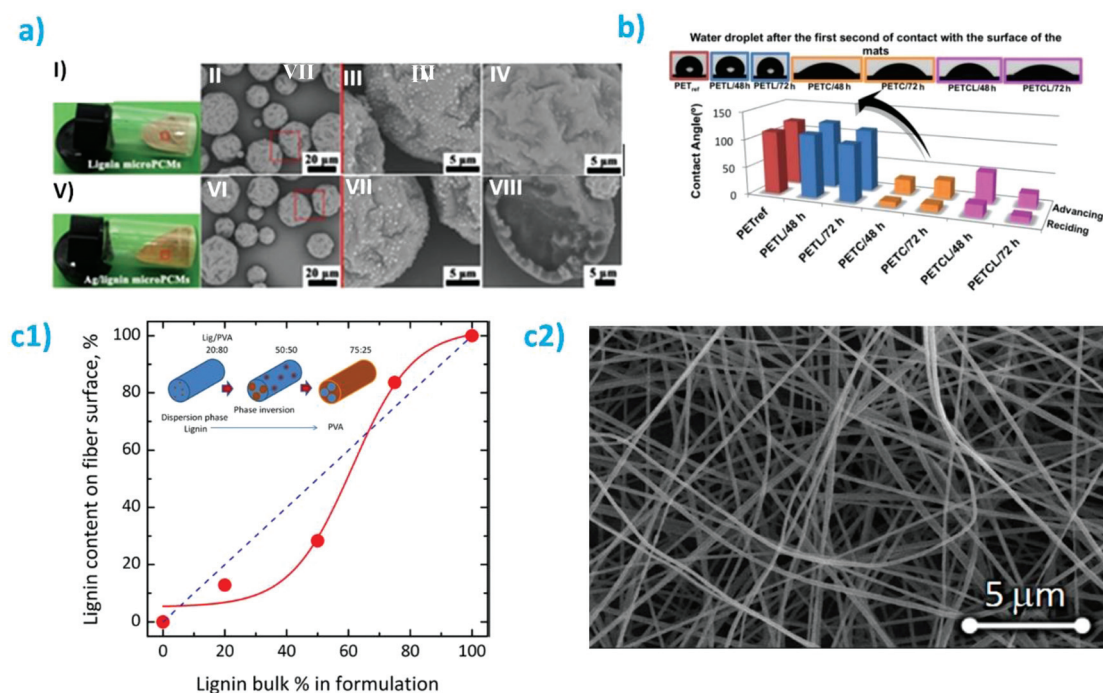 a)
I)
Lignin microPCMs
II
VII
20 µm
III
IV
5 µm
IV
5 µm
V)
Ag/lignin microPCMs
VI
20 µm
VII
5 µm
VIII
5 µm
b)
Water droplet after the first second of contact with the surface of the
mats
PETref PETL/48 h PETL/72 h PETC/48 h PETC/72 h PETCL/48 h PETCL/72 h
Contact Angle(º)
150
100
50
0
PETref
PETL/48 h
PETL/72 h
PETC/48 h
PETC/72 h
PETCL/48 h
PETCL/72 h
Advancing
Reciding
c1)
Lignin content on fiber surface, %
100
80
60
40
20
0
Lig/PVA
20:80 50:50 75:25
Dispersion phase
Phase inversion
Lignin PVA
0 20 40 60 80 100
Lignin bulk % in formulation
c2)
5 µm